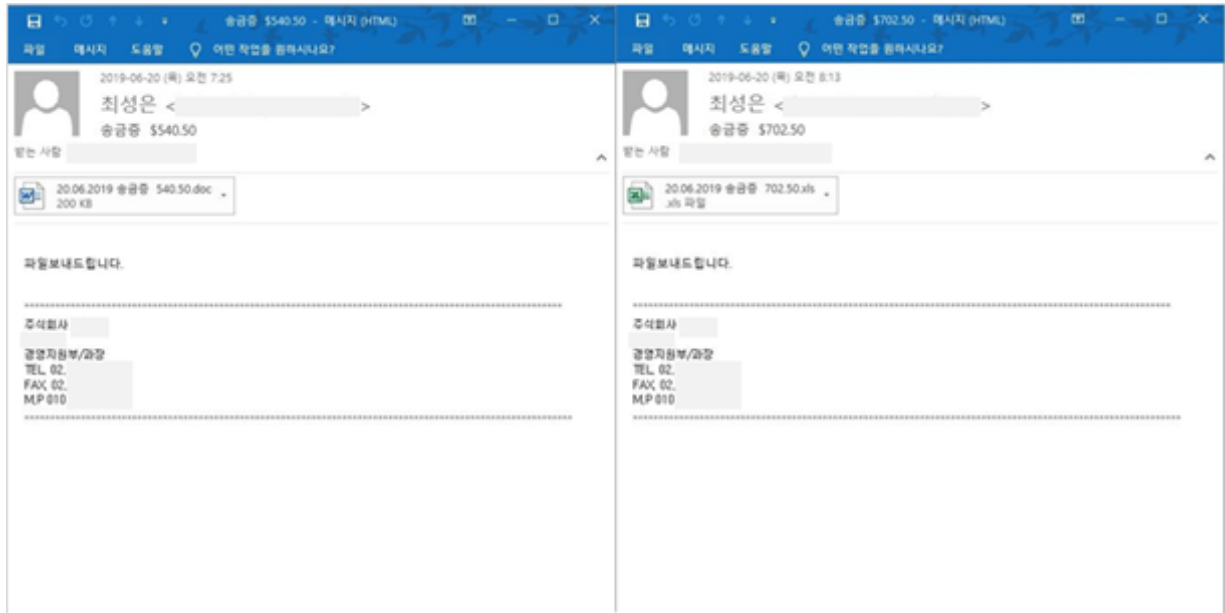 송금증 $540.50 - 메시지 (HTML)
파일 메시지 도움말 어떤 작업을 원하시나요?
2019-06-20 (목) 오전 7:25
최성은 < >
송금증 $540.50
받는 사람
20.06.2019 송금증 540.50.doc
200 KB
파일보내드립니다.
주식회사
경영지원부/과장
TEL, 02.
FAX, 02.
M.P 010
송금증 $702.50 - 메시지 (HTML)
파일 메시지 도움말 어떤 작업을 원하시나요?
2019-06-20 (목) 오전 8:13
최성은 < >
송금증 $702.50
받는 사람
20.06.2019 송금증 702.50.xls
.xls 파일
파일보내드립니다.
주식회사
경영지원부/과장
TEL, 02.
FAX, 02.
M.P 010